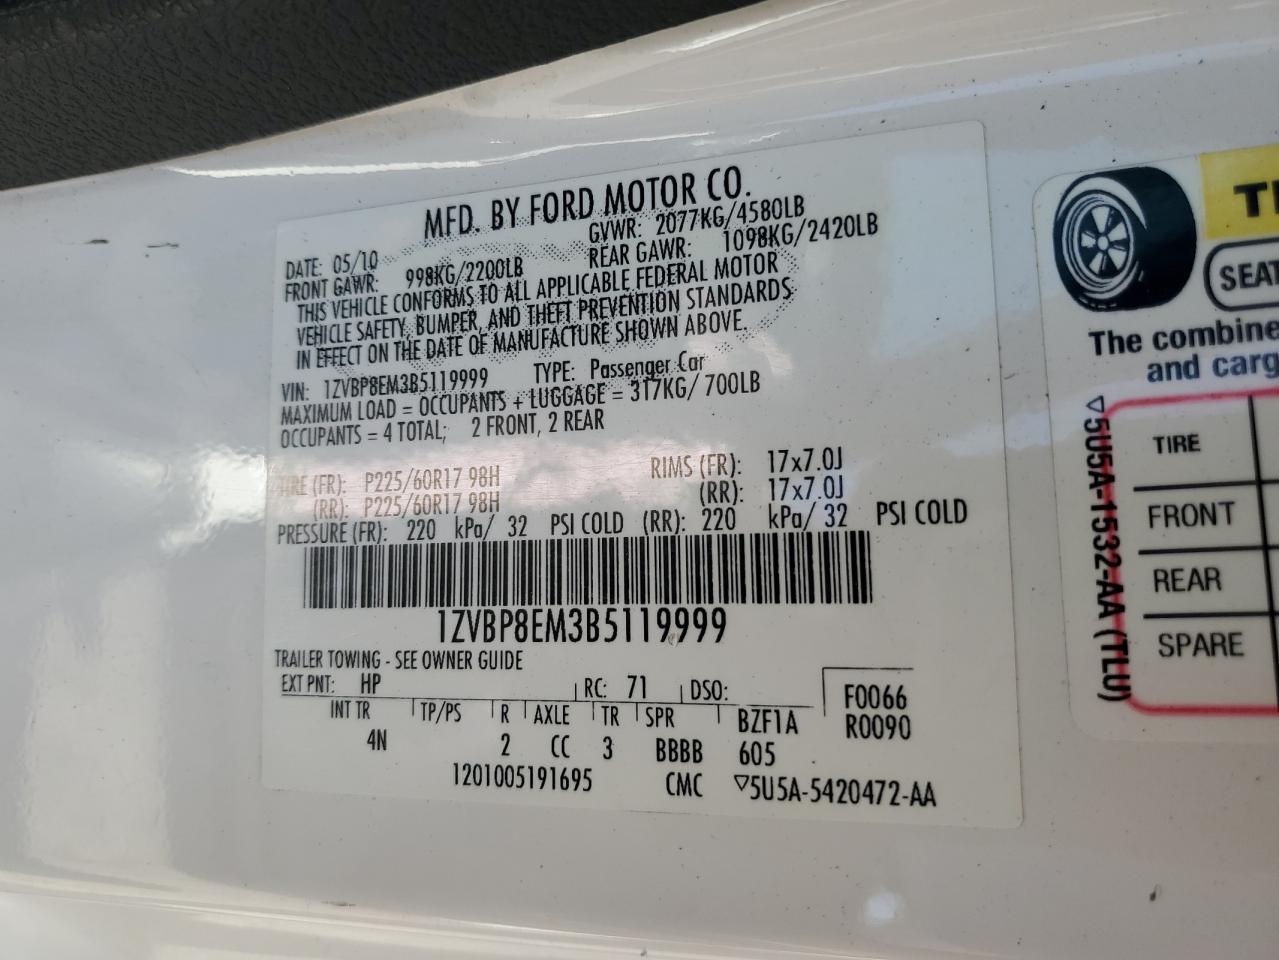 MFD. BY FORD MOTOR CO.
DATE: 05/10 GVWR: 2077KG/4580LB
FRONT GAWR: 998KG/2200LB REAR GAWR: 1098KG/2420LB
THIS VEHICLE CONFORMS TO ALL APPLICABLE FEDERAL MOTOR
VEHICLE SAFETY, BUMPER, AND THEFT PREVENTION STANDARDS
IN EFFECT ON THE DATE OF MANUFACTURE SHOWN ABOVE.
VIN: 1ZVBP8EM3B5119999 TYPE: Passenger Car
MAXIMUM LOAD = OCCUPANTS + LUGGAGE = 317KG/ 700LB
OCCUPANTS = 4 TOTAL; 2 FRONT, 2 REAR
TIRE (FR): P225/60R17 98H RIMS (FR): 17x7.0J
(RR): P225/60R17 98H (RR): 17x7.0J
PRESSURE (FR): 220 kPa/ 32 PSI COLD (RR): 220 kPa/ 32 PSI COLD
1ZVBP8EM3B5119999
TRAILER TOWING - SEE OWNER GUIDE
EXT PNT: HP RC: 71 DSO: F0066
INT TR TP/PS R AXLE TR SPR BZF1A R0090
4N 2 CC 3 BBBB 605
1201005191695 CMC ▽5U5A-5420472-AA
SEAT
The combine
and carg
TIRE
FRONT
REAR
SPARE
▽5U5A-1532-AA (TLU)